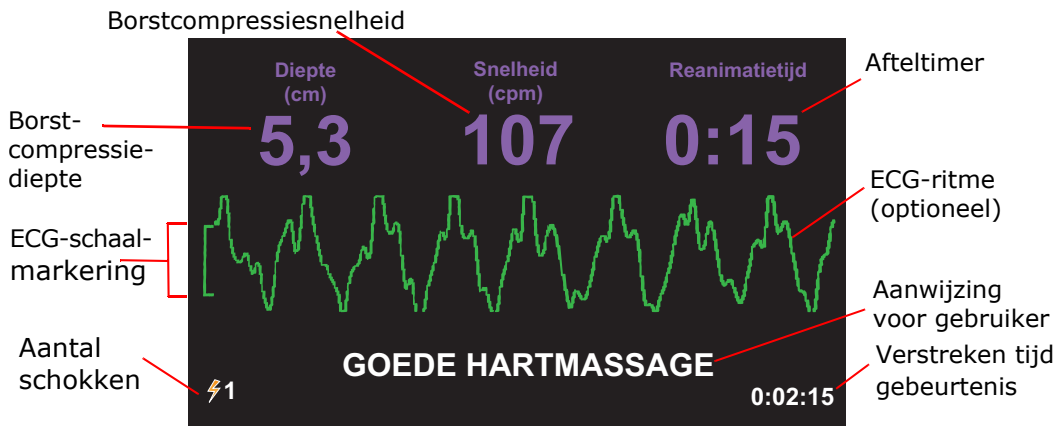 Borstcompressiesnelheid
Diepte
(cm)
5,3
Snelheid
(cpm)
107
Reanimatietijd
0:15
Afteltimer
Borst-
compressie-
diepte
ECG-ritme
(optioneel)
ECG-schaal-
markering
Aanwijzing
voor gebruiker
GOEDE HARTMASSAGE
Aantal
schokken
1
0:02:15
Verstreken tijd
gebeurtenis